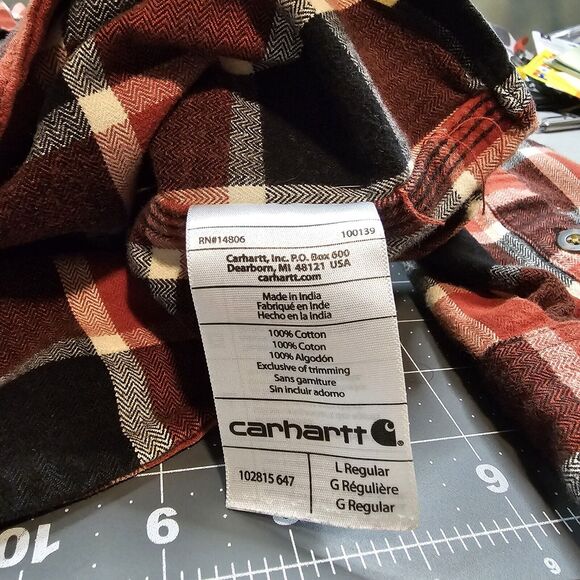 RN#14806 100139
Carhartt, Inc. P.O. Box 600
Dearborn, MI 48121 USA
carhartt.com
Made in India
Fabriqué en Inde
Hecho en la India
100% Cotton
100% Coton
100% Algodón
Exclusive of trimming
Sans garniture
Sin incluir adorno
carhartt
102815 647
L Regular
G Régulière
G Regular
10
9
9
10